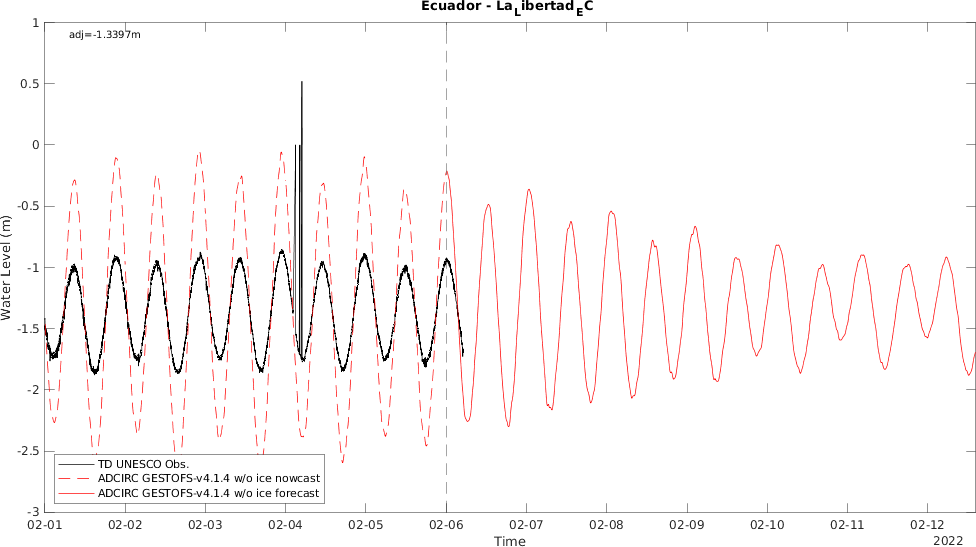 Ecuador - LaLibertadEC
adj=-1.3397m
1
0.5
0
-0.5
-1
-1.5
-2
-2.5
-3
Water Level (m)
TD UNESCO Obs.
ADCIRC GESTOFS-v4.1.4 w/o ice nowcast
ADCIRC GESTOFS-v4.1.4 w/o ice forecast
02-01 02-02 02-03 02-04 02-05 02-06 02-07 02-08 02-09 02-10 02-11 02-12
Time
2022